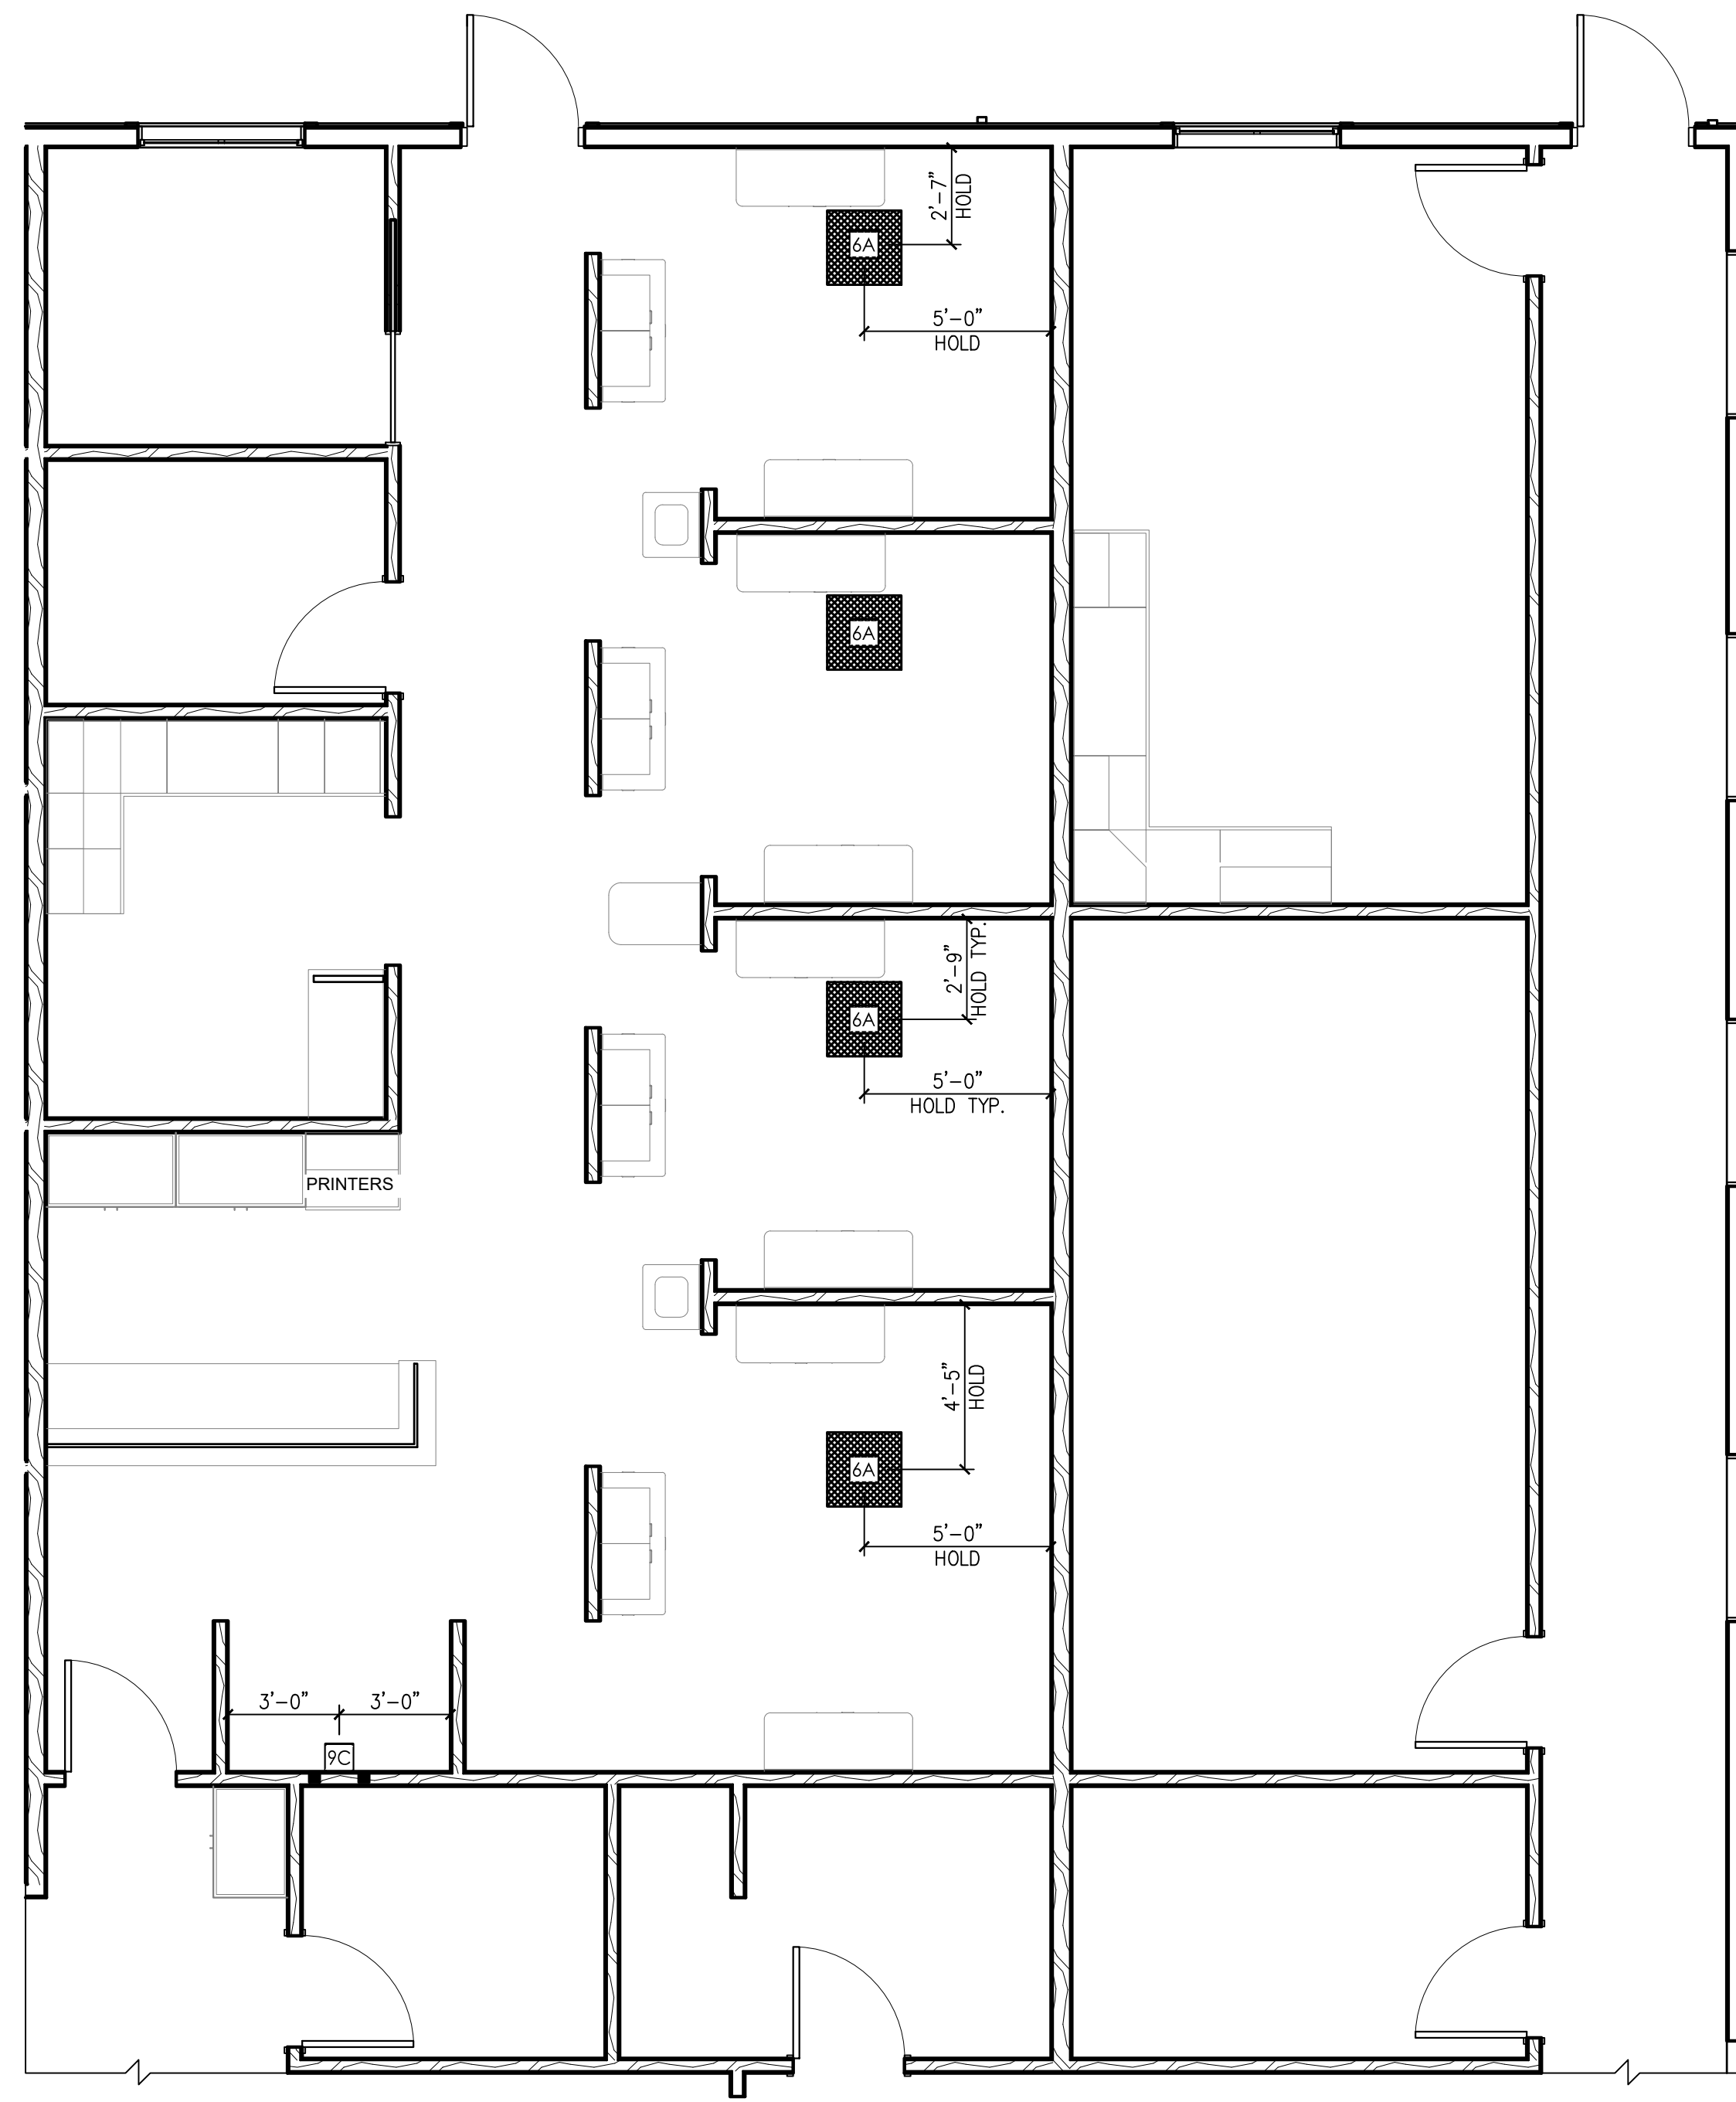 2'-7"
HOLD
6A
5'-0"
HOLD
6A
2'-9"
HOLD TYP.
6A
5'-0"
HOLD TYP.
PRINTERS
4'-5"
HOLD
6A
5'-0"
HOLD
3'-0" 3'-0"
9C